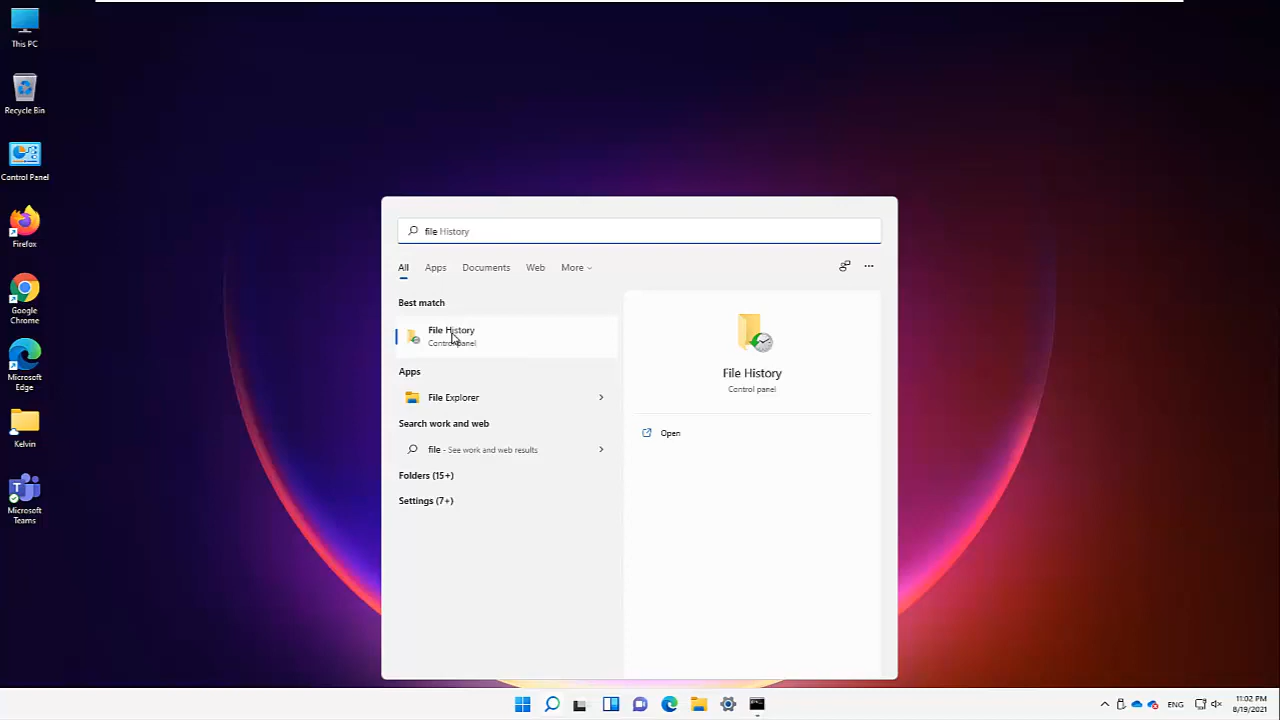 This PC
Recycle Bin
Control Panel
Firefox
Google
Chrome
Microsoft
Edge
Kelvin
Microsoft
Teams
file History
All Apps Documents Web More
Best match
File History
Control panel
Apps
File Explorer
Search work and web
file - See work and web results
Folders (15+)
Settings (7+)
File History
Control panel
Open
ENG
11:02 PM
8/19/2021